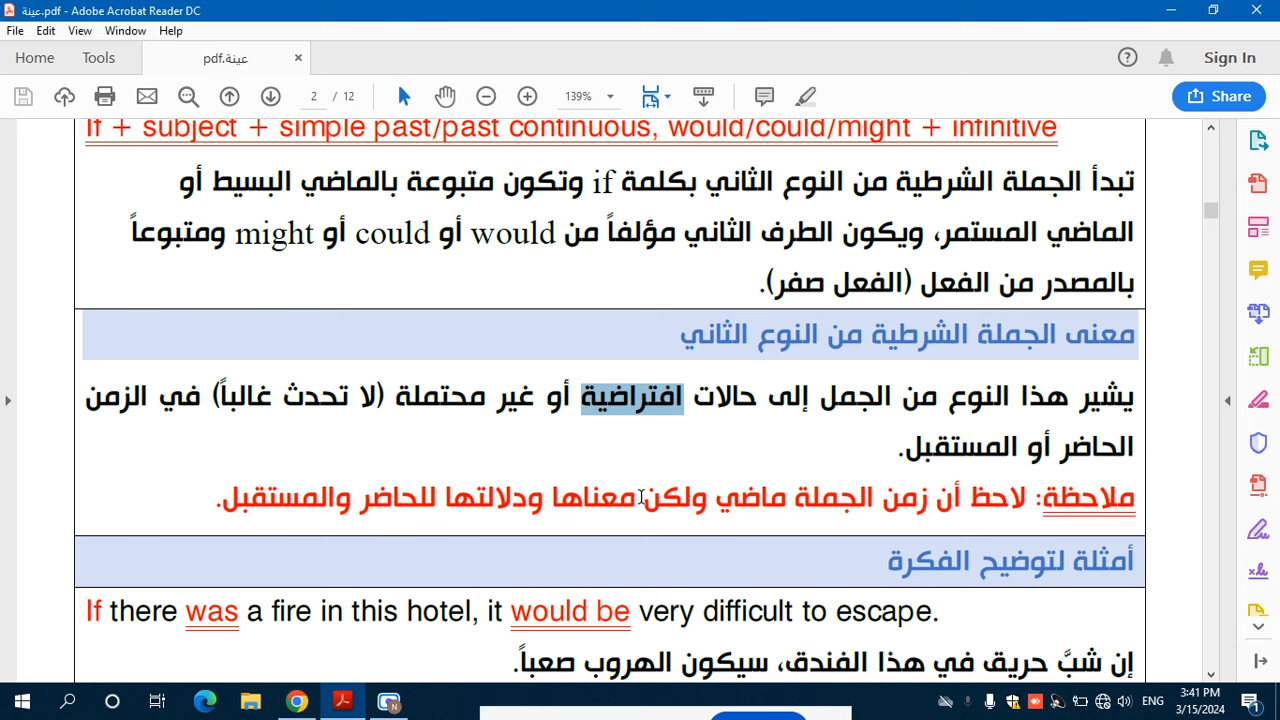 عينة.pdf - Adobe Acrobat Reader DC
File Edit View Window Help
Home Tools عينة.pdf Sign In
2 / 12 139% Share
If + subject + simple past/past continuous, would/could/might + infinitive
تبدأ الجملة الشرطية من النوع الثاني بكلمة if وتكون متبوعة بالماضي البسيط أو
الماضي المستمر، ويكون الطرف الثاني مؤلفاً من would أو could أو might ومتبوعاً
بالمصدر من الفعل (الفعل صفر).
معنى الجملة الشرطية من النوع الثاني
يشير هذا النوع من الجمل إلى حالات افتراضية أو غير محتملة (لا تحدث غالباً) في الزمن
الحاضر أو المستقبل.
ملاحظة: لاحظ أن زمن الجملة ماضي ولكن معناها ودلالتها للحاضر والمستقبل.
أمثلة لتوضيح الفكرة
If there was a fire in this hotel, it would be very difficult to escape.
إن شبَّ حريق في هذا الفندق، سيكون الهروب صعباً.
ENG
3:41 PM
3/15/2024